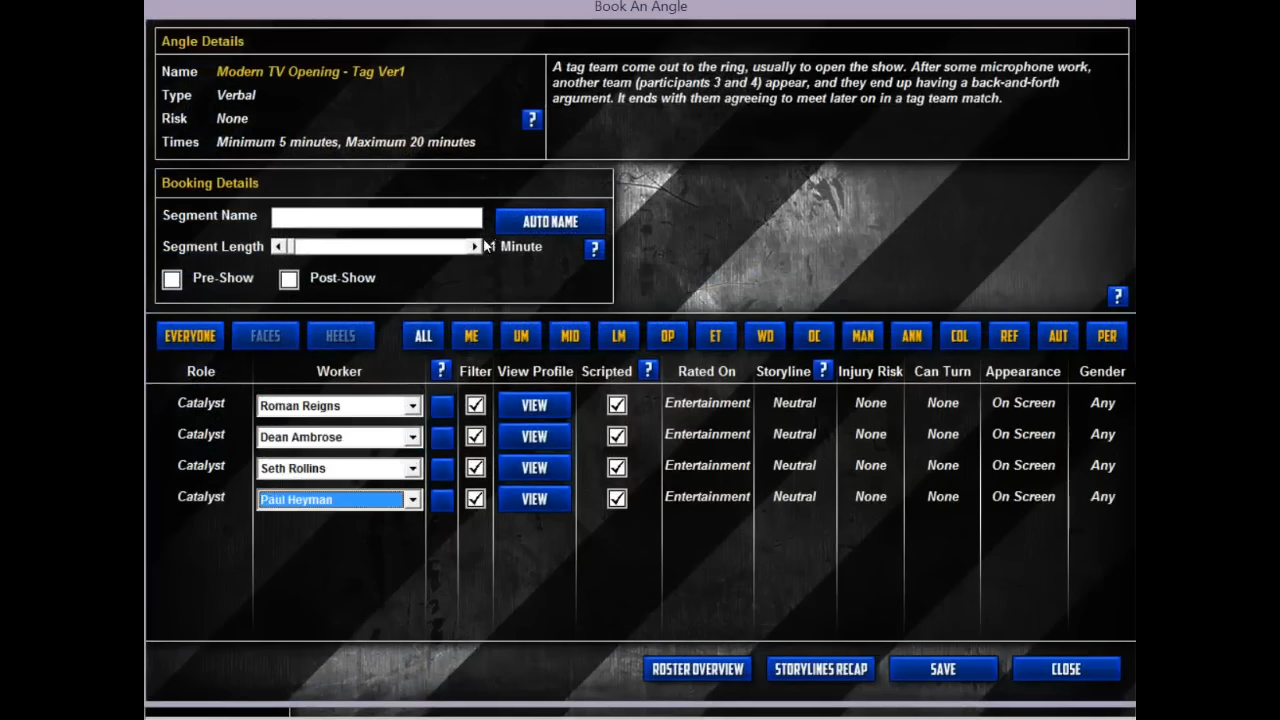 Book An Angle
Angle Details
Name Modern TV Opening - Tag Ver1
Type Verbal
Risk None
?
Times Minimum 5 minutes, Maximum 20 minutes
A tag team come out to the ring, usually to open the show. After some microphone work,
another team (participants 3 and 4) appear, and they end up having a back-and-forth
argument. It ends with them agreeing to meet later on in a tag team match.
Booking Details
Segment Name AUTO NAME
Segment Length 1 Minute ?
Pre-Show Post-Show
?
EVERYONE FACES HEELS ALL ME UM MID LM OP ET WO OC MAN ANN COL REF AUT PER
Role Worker ? Filter View Profile Scripted ? Rated On Storyline ? Injury Risk Can Turn Appearance Gender
Catalyst Roman Reigns VIEW Entertainment Neutral None None On Screen Any
Catalyst Dean Ambrose VIEW Entertainment Neutral None None On Screen Any
Catalyst Seth Rollins VIEW Entertainment Neutral None None On Screen Any
Catalyst Paul Heyman VIEW Entertainment Neutral None None On Screen Any
ROSTER OVERVIEW STORYLINES RECAP SAVE CLOSE